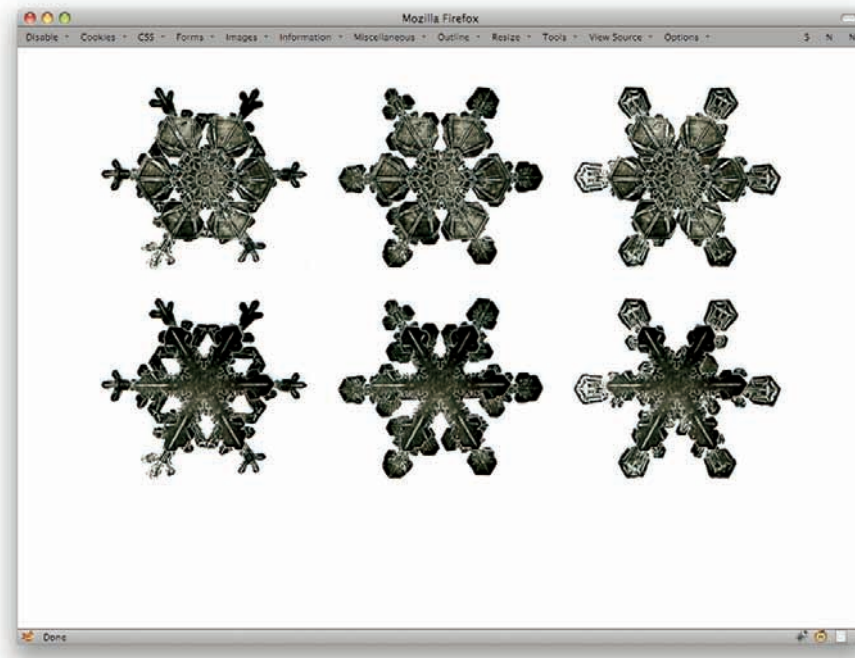 Mozilla Firefox
Disable Cookies CSS Forms Images Information Miscellaneous Outline Resize Tools View Source Options S N N
Done